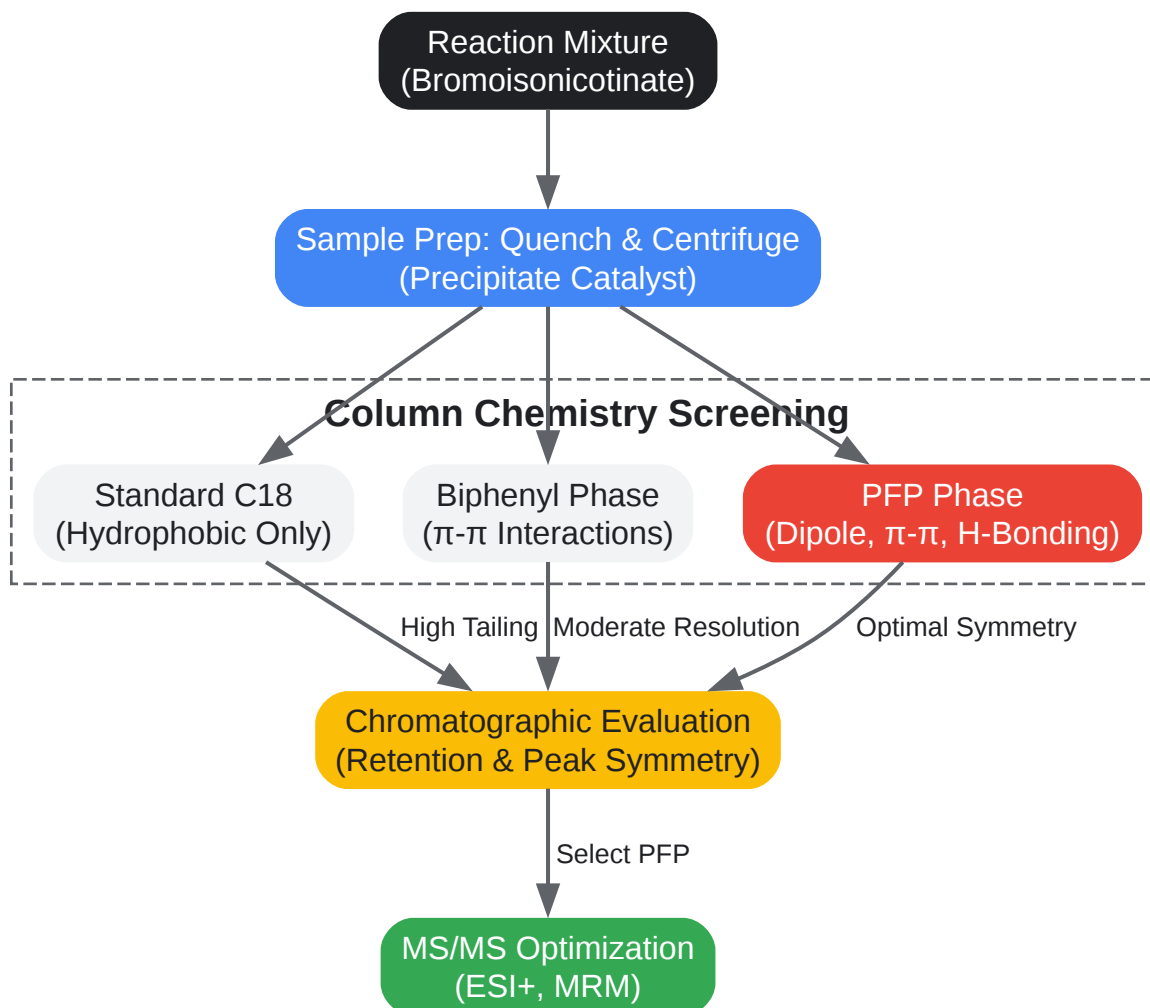 Reaction Mixture
(Bromoisonicotinate)
Sample Prep: Quench & Centrifuge
(Precipitate Catalyst)
Column Chemistry Screening
Standard C18
(Hydrophobic Only)
Biphenyl Phase
(π-π Interactions)
PFP Phase
(Dipole, π-π, H-Bonding)
High Tailing
Moderate Resolution
Optimal Symmetry
Chromatographic Evaluation
(Retention & Peak Symmetry)
Select PFP
MS/MS Optimization
(ESI+, MRM)